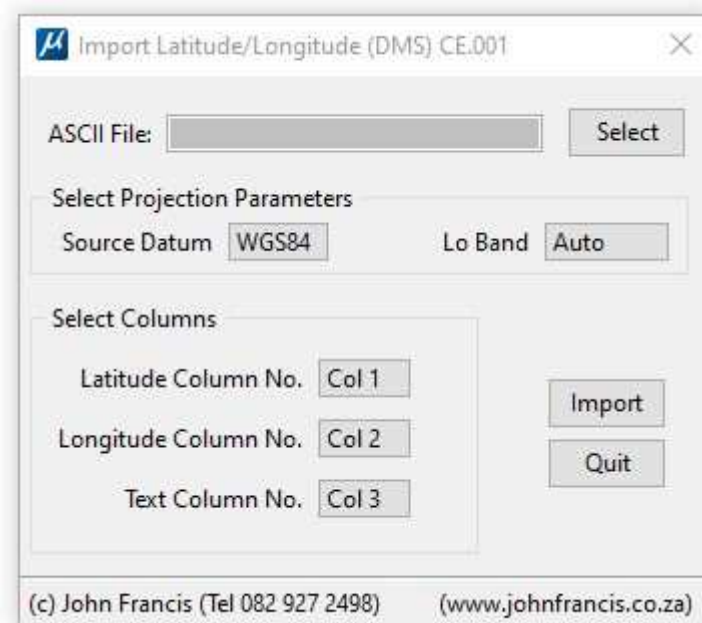 µ Import Latitude/Longitude (DMS) CE.001
ASCII File: Select
Select Projection Parameters
Source Datum WGS84 Lo Band Auto
Select Columns
Latitude Column No. Col 1
Longitude Column No. Col 2
Text Column No. Col 3
Import
Quit
(c) John Francis (Tel 082 927 2498) (www.johnfrancis.co.za)